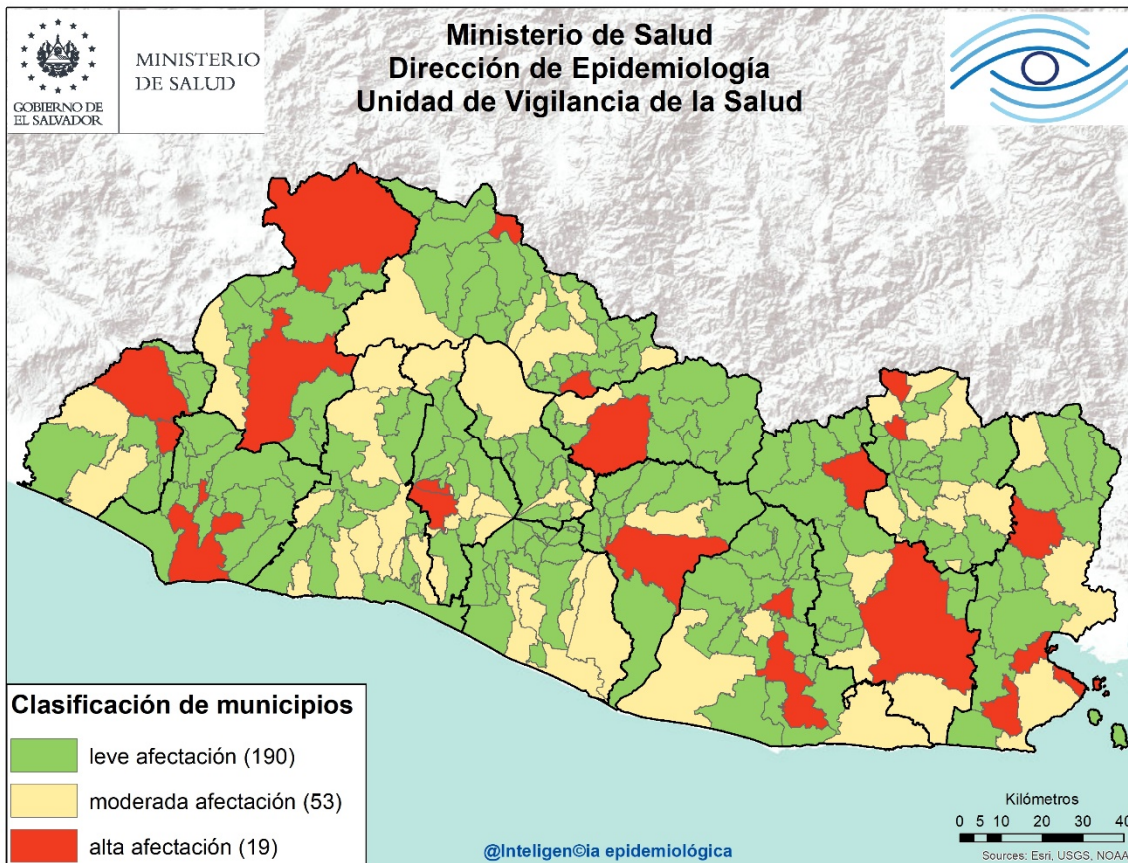 Ministerio de Salud
Dirección de Epidemiología
Unidad de Vigilancia de la Salud
MINISTERIO
DE SALUD
GOBIERNO DE
EL SALVADOR
Clasificación de municipios
leve afectación (190)
moderada afectación (53)
alta afectación (19)
@Inteligen©ia epidemiológica
Kilómetros
0 5 10 20 30 40
Sources: Esri, USGS, NOAA